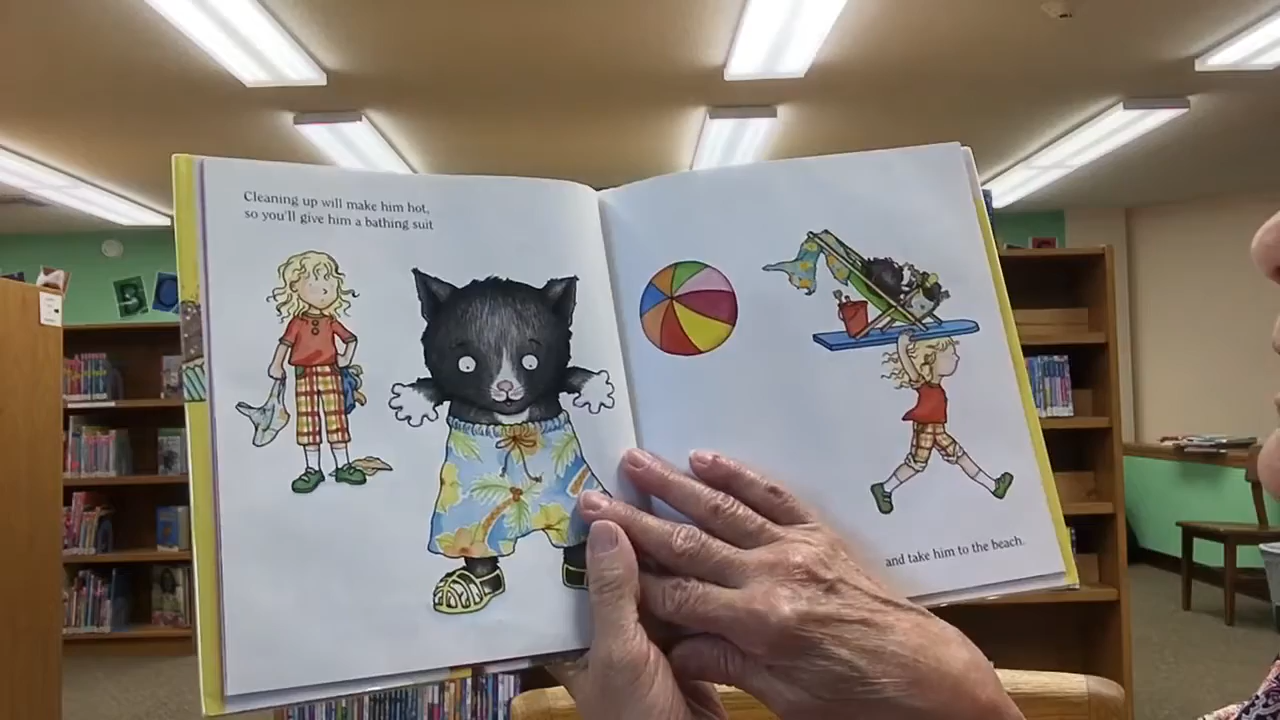 Cleaning up will make him hot,
so you'll give him a bathing suit
and take him to the beach.
BO